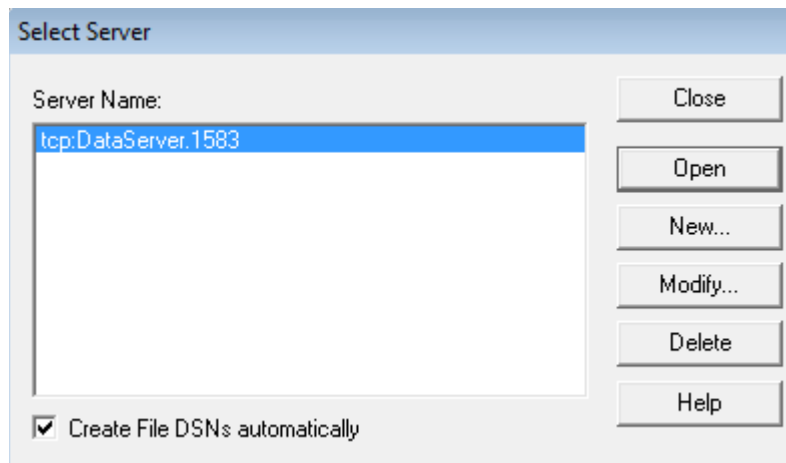 Select Server
Server Name:
tcp:DataServer.1583
Close
Open
New...
Modify...
Delete
Help
Create File DSNs automatically